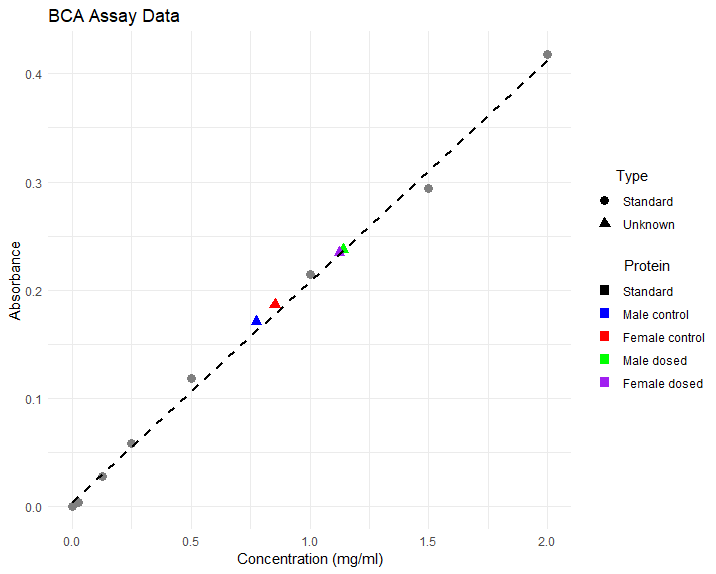 BCA Assay Data
Absorbance
0.4
0.3
0.2
0.1
0.0
0.0 0.5 1.0 1.5 2.0
Concentration (mg/ml)
Type
Standard
Unknown
Protein
Standard
Male control
Female control
Male dosed
Female dosed